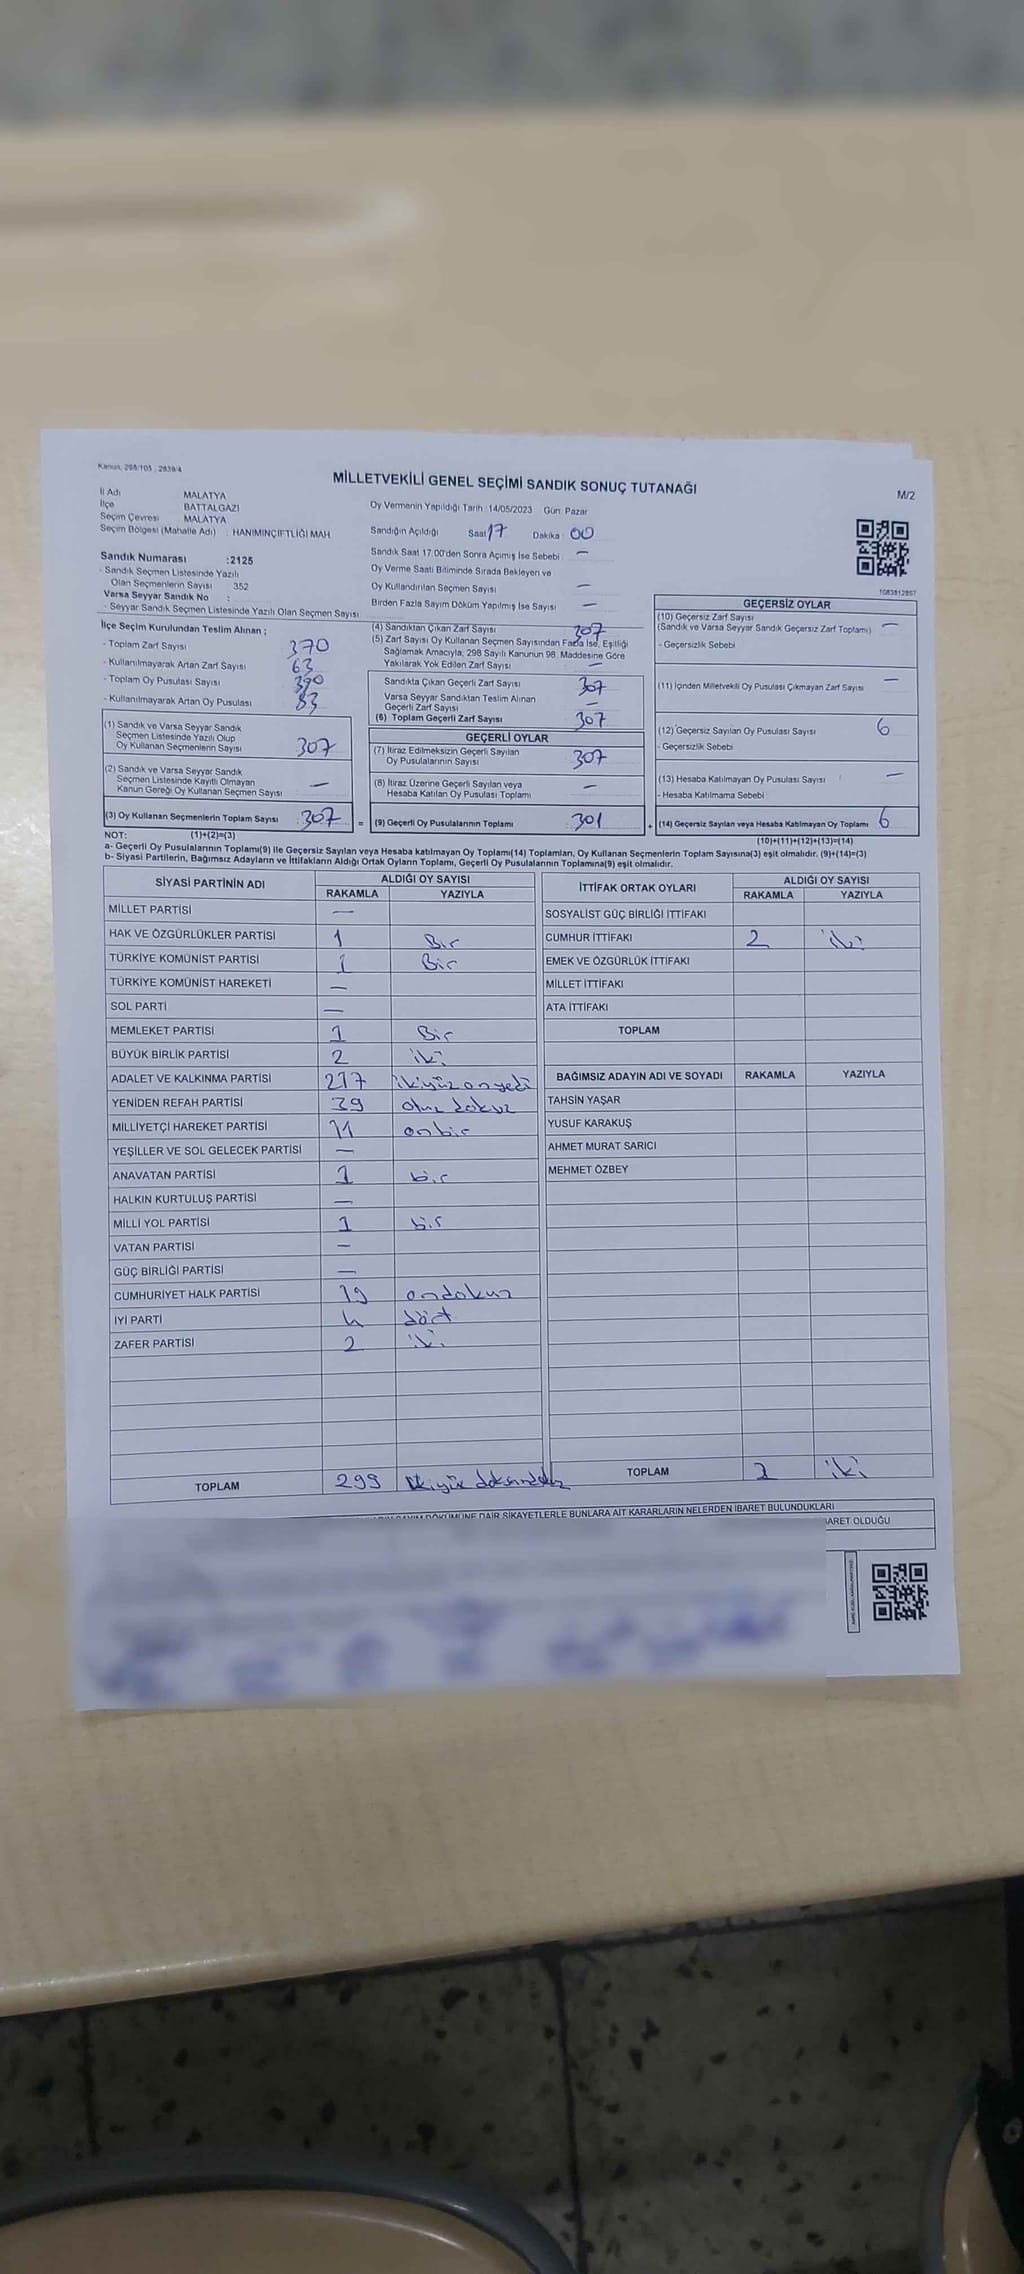 Kanun, 298/105 , 2839/4
MİLLETVEKİLİ GENEL SEÇİMİ SANDIK SONUÇ TUTANAĞI
M/2
İl Adı MALATYA
İlçe BATTALGAZI
Seçim Çevresi MALATYA
Seçim Bölgesi (Mahalle Adı) : HANIMINÇİFTLİĞİ MAH.
Oy Vermenin Yapıldığı Tarih : 14/05/2023 Gün: Pazar
Sandığın Açıldığı Saat 17 Dakika : 00
Sandık Saat 17.00'den Sonra Açımış İse Sebebi : —
Oy Verme Saati Bitiminde Sırada Bekleyen ve
Oy Kullandırılan Seçmen Sayısı —
Birden Fazla Sayım Döküm Yapılmış İse Sayısı —
Sandık Numarası :2125
- Sandık Seçmen Listesinde Yazılı
Olan Seçmenlerin Sayısı 352
Varsa Seyyar Sandık No :
- Seyyar Sandık Seçmen Listesinde Yazılı Olan Seçmen Sayısı
1083812857
İlçe Seçim Kurulundan Teslim Alınan ;
- Toplam Zarf Sayısı 370
- Kullanılmayarak Artan Zarf Sayısı 63
- Toplam Oy Pusulası Sayısı 390
- Kullanılmayarak Artan Oy Pusulası 83
(1) Sandık ve Varsa Seyyar Sandık
Seçmen Listesinde Yazılı Olup
Oy Kullanan Seçmenlerin Sayısı 307
(2) Sandık ve Varsa Seyyar Sandık
Seçmen Listesinde Kayıtlı Olmayan
Kanun Gereği Oy Kullanan Seçmen Sayısı —
(3) Oy Kullanan Seçmenlerin Toplam Sayısı : 307 =
(4) Sandıktan Çıkan Zarf Sayısı 307
(5) Zarf Sayısı Oy Kullanan Seçmen Sayısından Fazla İse, Eşitliği
Sağlamak Amacıyla, 298 Sayılı Kanunun 98. Maddesine Göre
Yakılarak Yok Edilen Zarf Sayısı —
Sandıkta Çıkan Geçerli Zarf Sayısı 307
Varsa Seyyar Sandıktan Teslim Alınan
Geçerli Zarf Sayısı —
(6) Toplam Geçerli Zarf Sayısı 307
GEÇERLİ OYLAR
(7) İtiraz Edilmeksizin Geçerli Sayılan
Oy Pusulalarının Sayısı 307
(8) İtiraz Üzerine Geçerli Sayılan veya
Hesaba Katılan Oy Pusulası Toplamı —
(9) Geçerli Oy Pusulalarının Toplamı 301 +
GEÇERSİZ OYLAR
(10) Geçersiz Zarf Sayısı
(Sandık ve Varsa Seyyar Sandık Geçersiz Zarf Toplamı) —
- Geçersizlik Sebebi
(11) İçinden Milletvekili Oy Pusulası Çıkmayan Zarf Sayısı —
(12) Geçersiz Sayılan Oy Pusulası Sayısı 6
- Geçersizlik Sebebi
(13) Hesaba Katılmayan Oy Pusulası Sayısı —
- Hesaba Katılmama Sebebi
(14) Geçersiz Sayılan veya Hesaba Katılmayan Oy Toplamı 6
NOT: (1)+(2)=(3) (10)+(11)+(12)+(13)=(14)
a- Geçerli Oy Pusulalarının Toplamı(9) İle Geçersiz Sayılan veya Hesaba katılmayan Oy Toplamı(14) Toplamları, Oy Kullanan Seçmenlerin Toplam Sayısına(3) eşit olmalıdır. (9)+(14)=(3)
b- Siyasi Partilerin, Bağımsız Adayların ve İttifakların Aldığı Ortak Oyların Toplamı, Geçerli Oy Pusulalarının Toplamına(9) eşit olmalıdır.
SİYASİ PARTİNİN ADI ALDIĞI OY SAYISI
RAKAMLA YAZIYLA
MİLLET PARTİSİ —
HAK VE ÖZGÜRLÜKLER PARTİSİ 1 Bir
TÜRKİYE KOMÜNİST PARTİSİ 1 Bir
TÜRKİYE KOMÜNİST HAREKETİ —
SOL PARTİ —
MEMLEKET PARTİSİ 1 Bir
BÜYÜK BİRLİK PARTİSİ 2 iki
ADALET VE KALKINMA PARTİSİ 217 ikiyüz onyedi
YENİDEN REFAH PARTİSİ 39 otuz dokuz
MİLLİYETÇİ HAREKET PARTİSİ 11 onbir
YEŞİLLER VE SOL GELECEK PARTİSİ —
ANAVATAN PARTİSİ 1 bir
HALKIN KURTULUŞ PARTİSİ —
MİLLİ YOL PARTİSİ 1 bir
VATAN PARTİSİ —
GÜÇ BİRLİĞİ PARTİSİ —
CUMHURİYET HALK PARTİSİ 19 ondokuz
İYİ PARTİ 4 dört
ZAFER PARTİSİ 2 iki
TOPLAM 299 ikiyüz
İTTİFAK ORTAK OYLARI ALDIĞI OY SAYISI
RAKAMLA YAZIYLA
SOSYALİST GÜÇ BİRLİĞİ İTTİFAKI
CUMHUR İTTİFAKI 2 iki
EMEK VE ÖZGÜRLÜK İTTİFAKI
MİLLET İTTİFAKI
ATA İTTİFAKI
TOPLAM
BAĞIMSIZ ADAYIN ADI VE SOYADI RAKAMLA YAZIYLA
TAHSİN YAŞAR
YUSUF KARAKUŞ
AHMET MURAT SARICI
MEHMET ÖZBEY
TOPLAM 2 iki
DÖKÜMÜNE DAİR ŞİKAYETLERLE BUNLARA AİT KARARLARIN NELERDEN İBARET BULUNDUKLARI
OLDUĞU